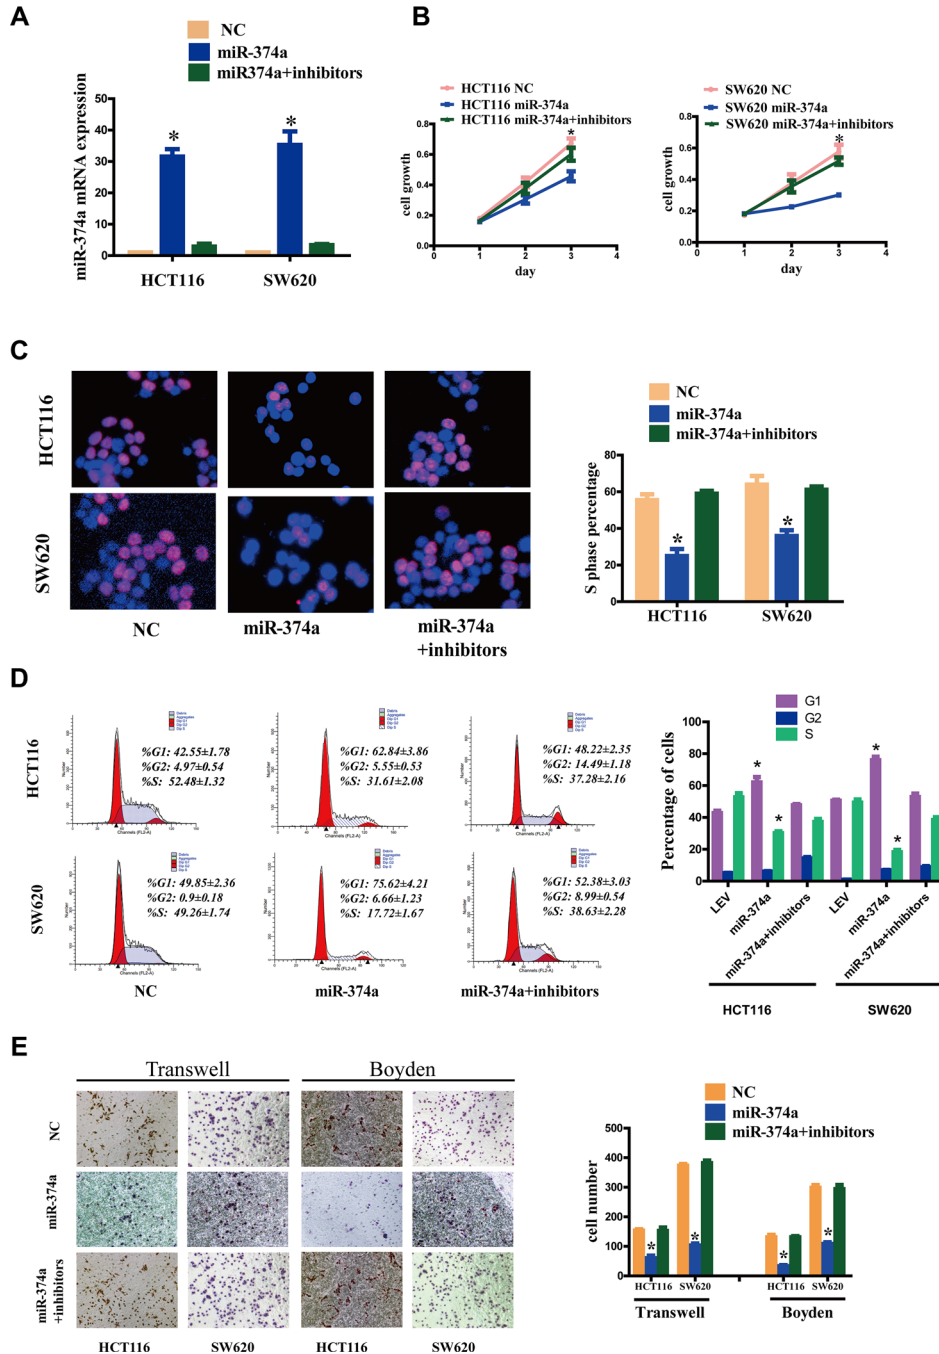 A
NC
miR-374a
miR374a+inhibitors
miR-374a mRNA expression
40
30
20
10
0
HCT116
SW620
*
*
B
HCT116 NC
HCT116 miR-374a
HCT116 miR-374a+inhibitors
cell growth
0.8
0.6
0.4
0.2
0.0
0 1 2 3 4
day
*
SW620 NC
SW620 miR-374a
SW620 miR-374a+inhibitors
cell growth
0.8
0.6
0.4
0.2
0.0
0 1 2 3 4
day
*
C
HCT116
SW620
NC
miR-374a
miR-374a
+inhibitors
NC
miR-374a
miR-374a+inhibitors
S phase percentage
80
60
40
20
0
HCT116
SW620
*
*
D
HCT116
%G1: 42.55±1.78
%G2: 4.97±0.54
%S: 52.48±1.32
%G1: 62.84±3.86
%G2: 5.55±0.53
%S: 31.61±2.08
%G1: 48.22±2.35
%G2: 14.49±1.18
%S: 37.28±2.16
Channels (FL2-A)
Channels (FL2-A)
Channels (FL2-A)
SW620
%G1: 49.85±2.36
%G2: 0.9±0.18
%S: 49.26±1.74
%G1: 75.62±4.21
%G2: 6.66±1.23
%S: 17.72±1.67
%G1: 52.38±3.03
%G2: 8.99±0.54
%S: 38.63±2.28
Channels (FL2-A)
Channels (FL2-A)
Channels (FL2-A)
NC
miR-374a
miR-374a+inhibitors
G1
G2
S
Percentage of cells
100
80
60
40
20
0
* * * *
LEV
miR-374a
miR-374a+inhibitors
LEV
miR-374a
miR-374a+inhibitors
HCT116
SW620
E
Transwell
Boyden
NC
miR-374a
miR-374a
+inhibitors
HCT116
SW620
HCT116
SW620
NC
miR-374a
miR-374a+inhibitors
cell number
500
400
300
200
100
0
* * * *
HCT116
SW620
HCT116
SW620
Transwell
Boyden